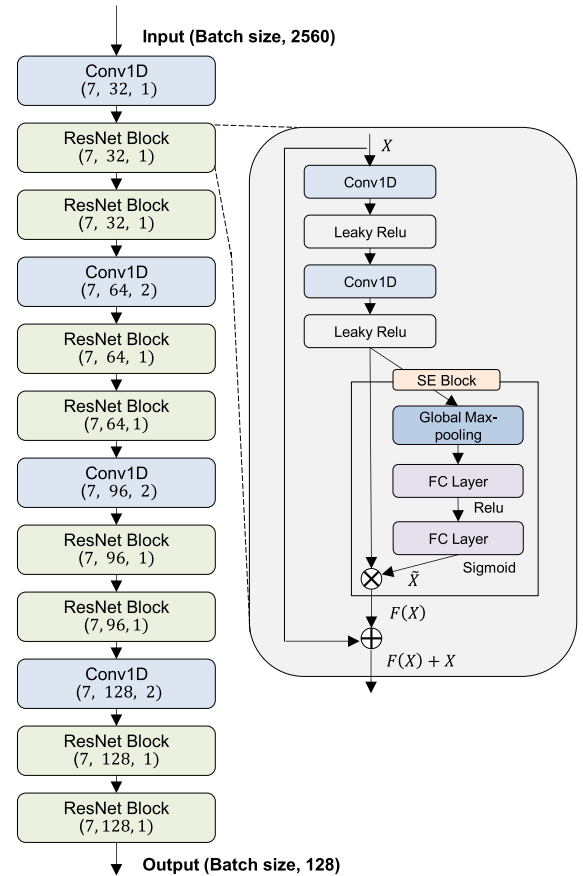 Input (Batch size, 2560)
Conv1D
(7, 32, 1)
ResNet Block
(7, 32, 1)
ResNet Block
(7, 32, 1)
Conv1D
(7, 64, 2)
ResNet Block
(7, 64, 1)
ResNet Block
(7,64,1)
Conv1D
(7, 96, 2)
ResNet Block
(7, 96, 1)
ResNet Block
(7,96,1)
Conv1D
(7, 128, 2)
ResNet Block
(7, 128, 1)
ResNet Block
(7,128,1)
Output (Batch size, 128)
X
Conv1D
Leaky Relu
Conv1D
Leaky Relu
SE Block
Global Max-
pooling
FC Layer
Relu
FC Layer
Sigmoid
X̃
F(X)
F(X) + X